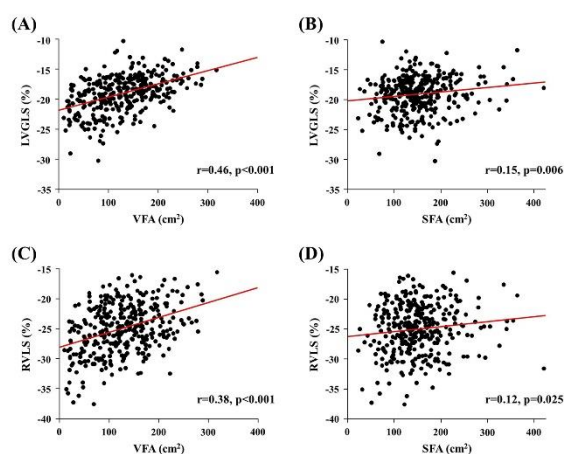 (A)
-10
-15
-20
-25
-30
-35
LVGLS (%)
r=0.46, p<0.001
0 100 200 300 400
VFA (cm²)
(B)
-10
-15
-20
-25
-30
-35
LVGLS (%)
r=0.15, p=0.006
0 100 200 300 400
SFA (cm²)
(C)
-15
-20
-25
-30
-35
-40
RVLS (%)
r=0.38, p<0.001
0 100 200 300 400
VFA (cm²)
(D)
-15
-20
-25
-30
-35
-40
RVLS (%)
r=0.12, p=0.025
0 100 200 300 400
SFA (cm²)